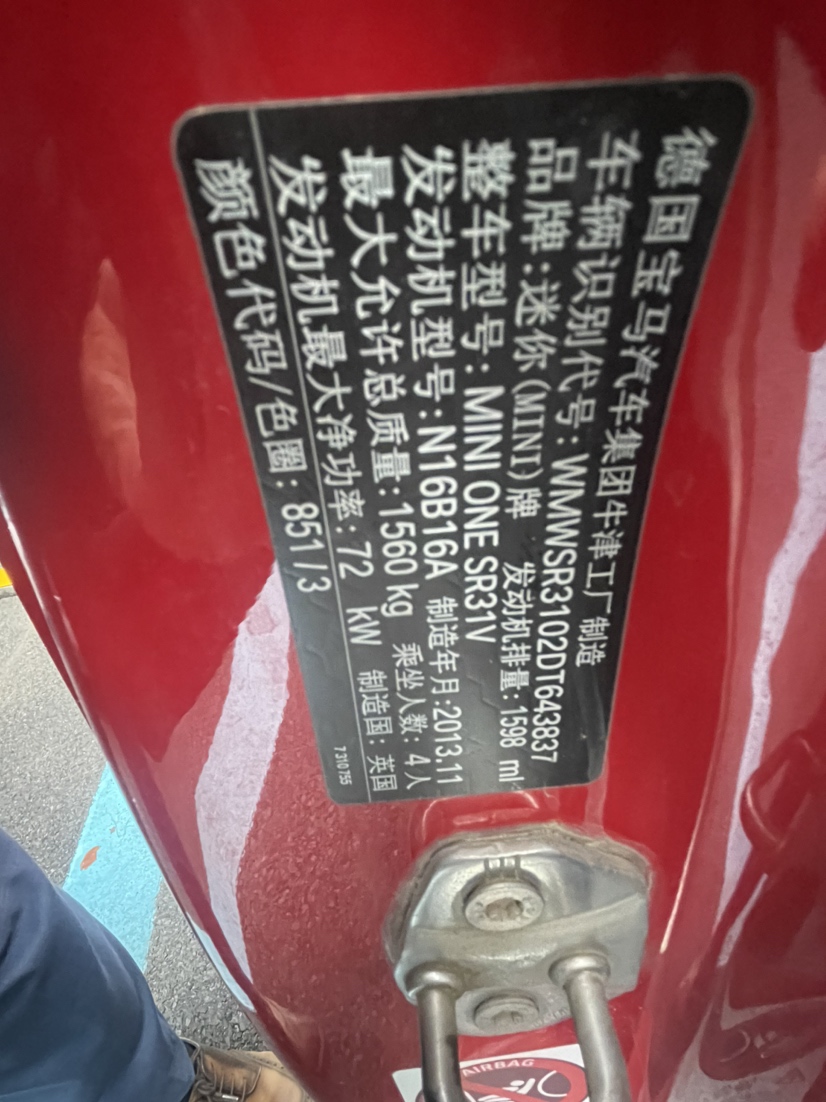 德国宝马汽车集团牛津工厂 制造
车辆识别代号:WMWSR3102DT643837
品牌:迷你(MINI)牌 发动机排量:1598 ml
整车型号:MINI ONE SR31V
发动机型号:N16B16A 制造年月:2013.11
最大允许总质量:1560 kg 乘坐人数:4人
发动机最大净功率:72 kW 制造国:英国
颜色代码/色圈:851/3 7 310 755
AIRBAG